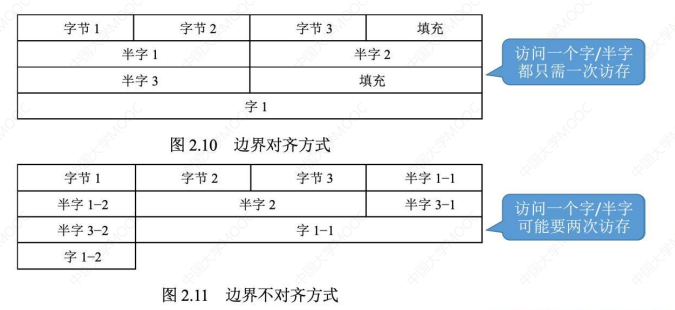 字节 1 字节 2 字节 3 填充
半字 1 半字 2
半字 3 填充
字 1
访问一个字/半字
都只需一次访存
图 2.10 边界对齐方式
字节 1 字节 2 字节 3 半字 1-1
半字 1-2 半字 2 半字 3-1
半字 3-2 字 1-1
字 1-2
访问一个字/半字
可能要两次访存
图 2.11 边界不对齐方式
中国大学MOOC